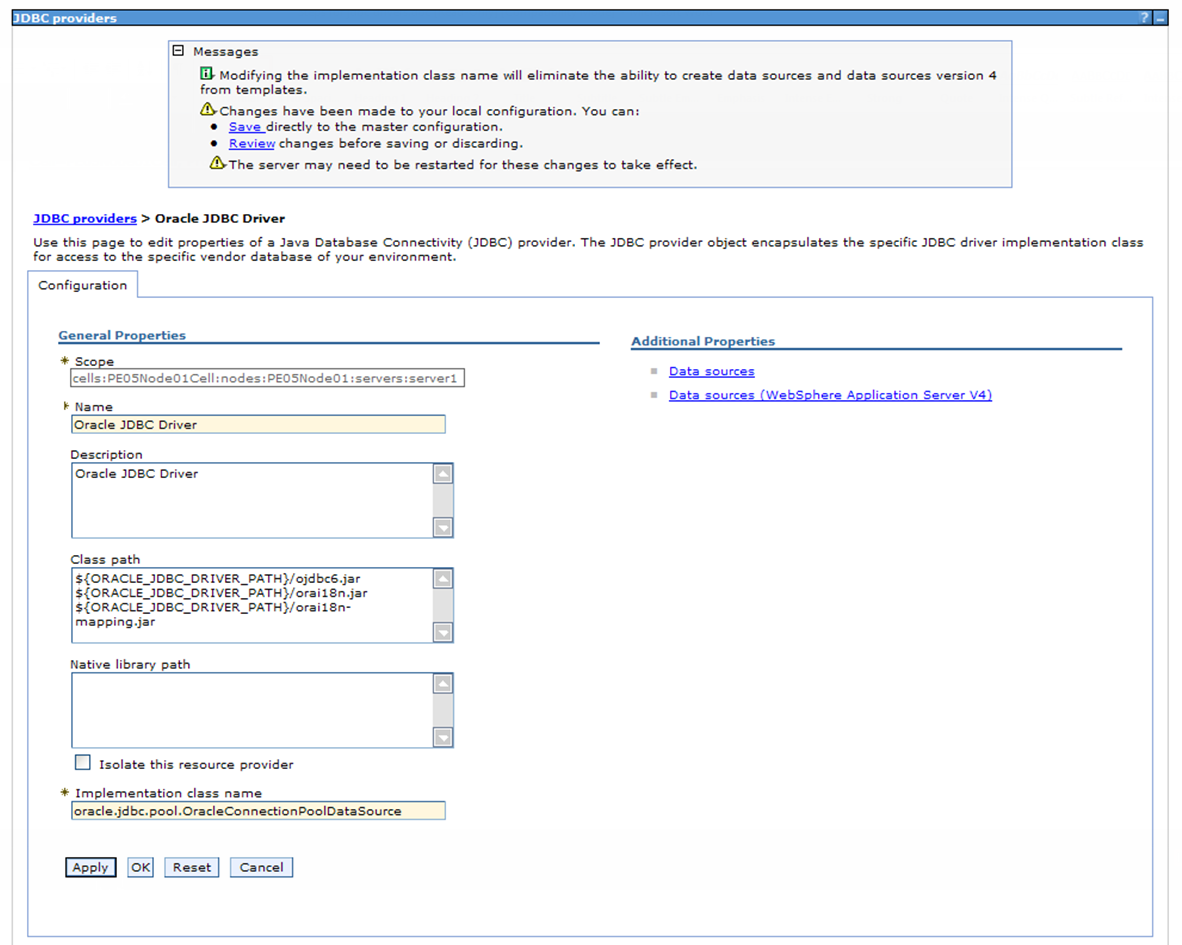 JDBC providers
?
Messages
Modifying the implementation class name will eliminate the ability to create data sources and data sources version 4
from templates.
Changes have been made to your local configuration. You can:
Save directly to the master configuration.
Review changes before saving or discarding.
The server may need to be restarted for these changes to take effect.
JDBC providers > Oracle JDBC Driver
Use this page to edit properties of a Java Database Connectivity (JDBC) provider. The JDBC provider object encapsulates the specific JDBC driver implementation class
for access to the specific vendor database of your environment.
Configuration
General Properties
* Scope
cells:PE05Node01Cell:nodes:PE05Node01:servers:server1
* Name
Oracle JDBC Driver
Description
Oracle JDBC Driver
Class path
${ORACLE_JDBC_DRIVER_PATH}/ojdbc6.jar
${ORACLE_JDBC_DRIVER_PATH}/orai18n.jar
${ORACLE_JDBC_DRIVER_PATH}/orai18n-
mapping.jar
Native library path
Isolate this resource provider
* Implementation class name
oracle.jdbc.pool.OracleConnectionPoolDataSource
Apply OK Reset Cancel
Additional Properties
Data sources
Data sources (WebSphere Application Server V4)